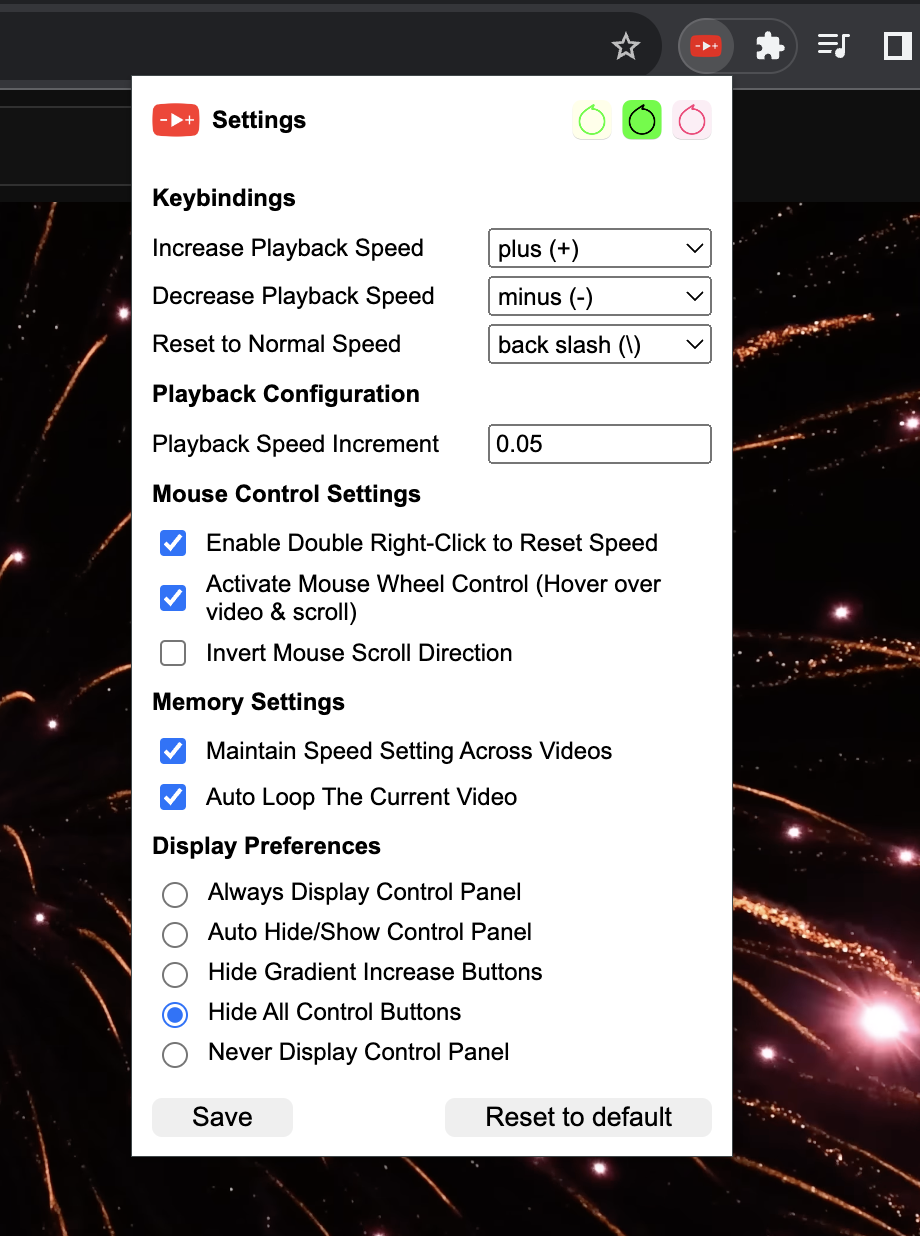 Settings
Keybindings
Increase Playback Speed
plus (+)
Decrease Playback Speed
minus (-)
Reset to Normal Speed
back slash (\)
Playback Configuration
Playback Speed Increment
0.05
Mouse Control Settings
Enable Double Right-Click to Reset Speed
Activate Mouse Wheel Control (Hover over
video & scroll)
Invert Mouse Scroll Direction
Memory Settings
Maintain Speed Setting Across Videos
Auto Loop The Current Video
Display Preferences
Always Display Control Panel
Auto Hide/Show Control Panel
Hide Gradient Increase Buttons
Hide All Control Buttons
Never Display Control Panel
Save
Reset to default